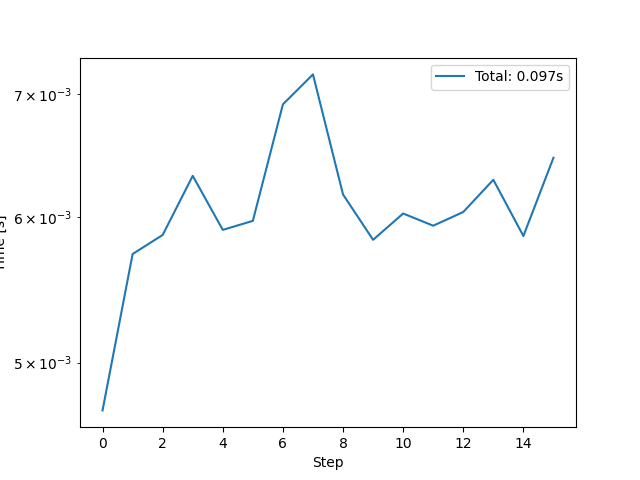 Total: 0.097s
7 × 10⁻³
6 × 10⁻³
5 × 10⁻³
Time [s]
0 2 4 6 8 10 12 14
Step